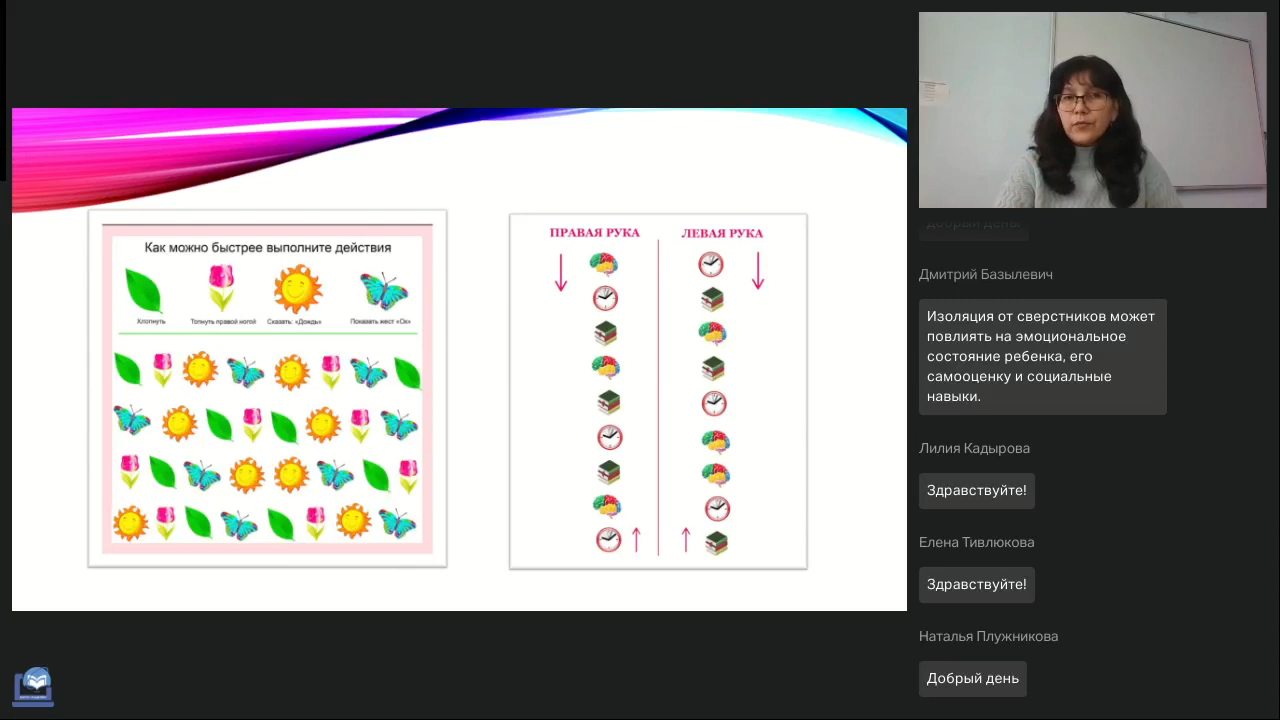 Как можно быстрее выполните действия
Хлопнуть
Топнуть правой ногой
Сказать: «Дождь»
Показать жест «Ок»
ПРАВАЯ РУКА
ЛЕВАЯ РУКА
Добрый день!
Дмитрий Базылевич
Изоляция от сверстников может
повлиять на эмоциональное
состояние ребенка, его
самооценку и социальные
навыки.
Лилия Кадырова
Здравствуйте!
Елена Тивлюкова
Здравствуйте!
Наталья Плужникова
Добрый день